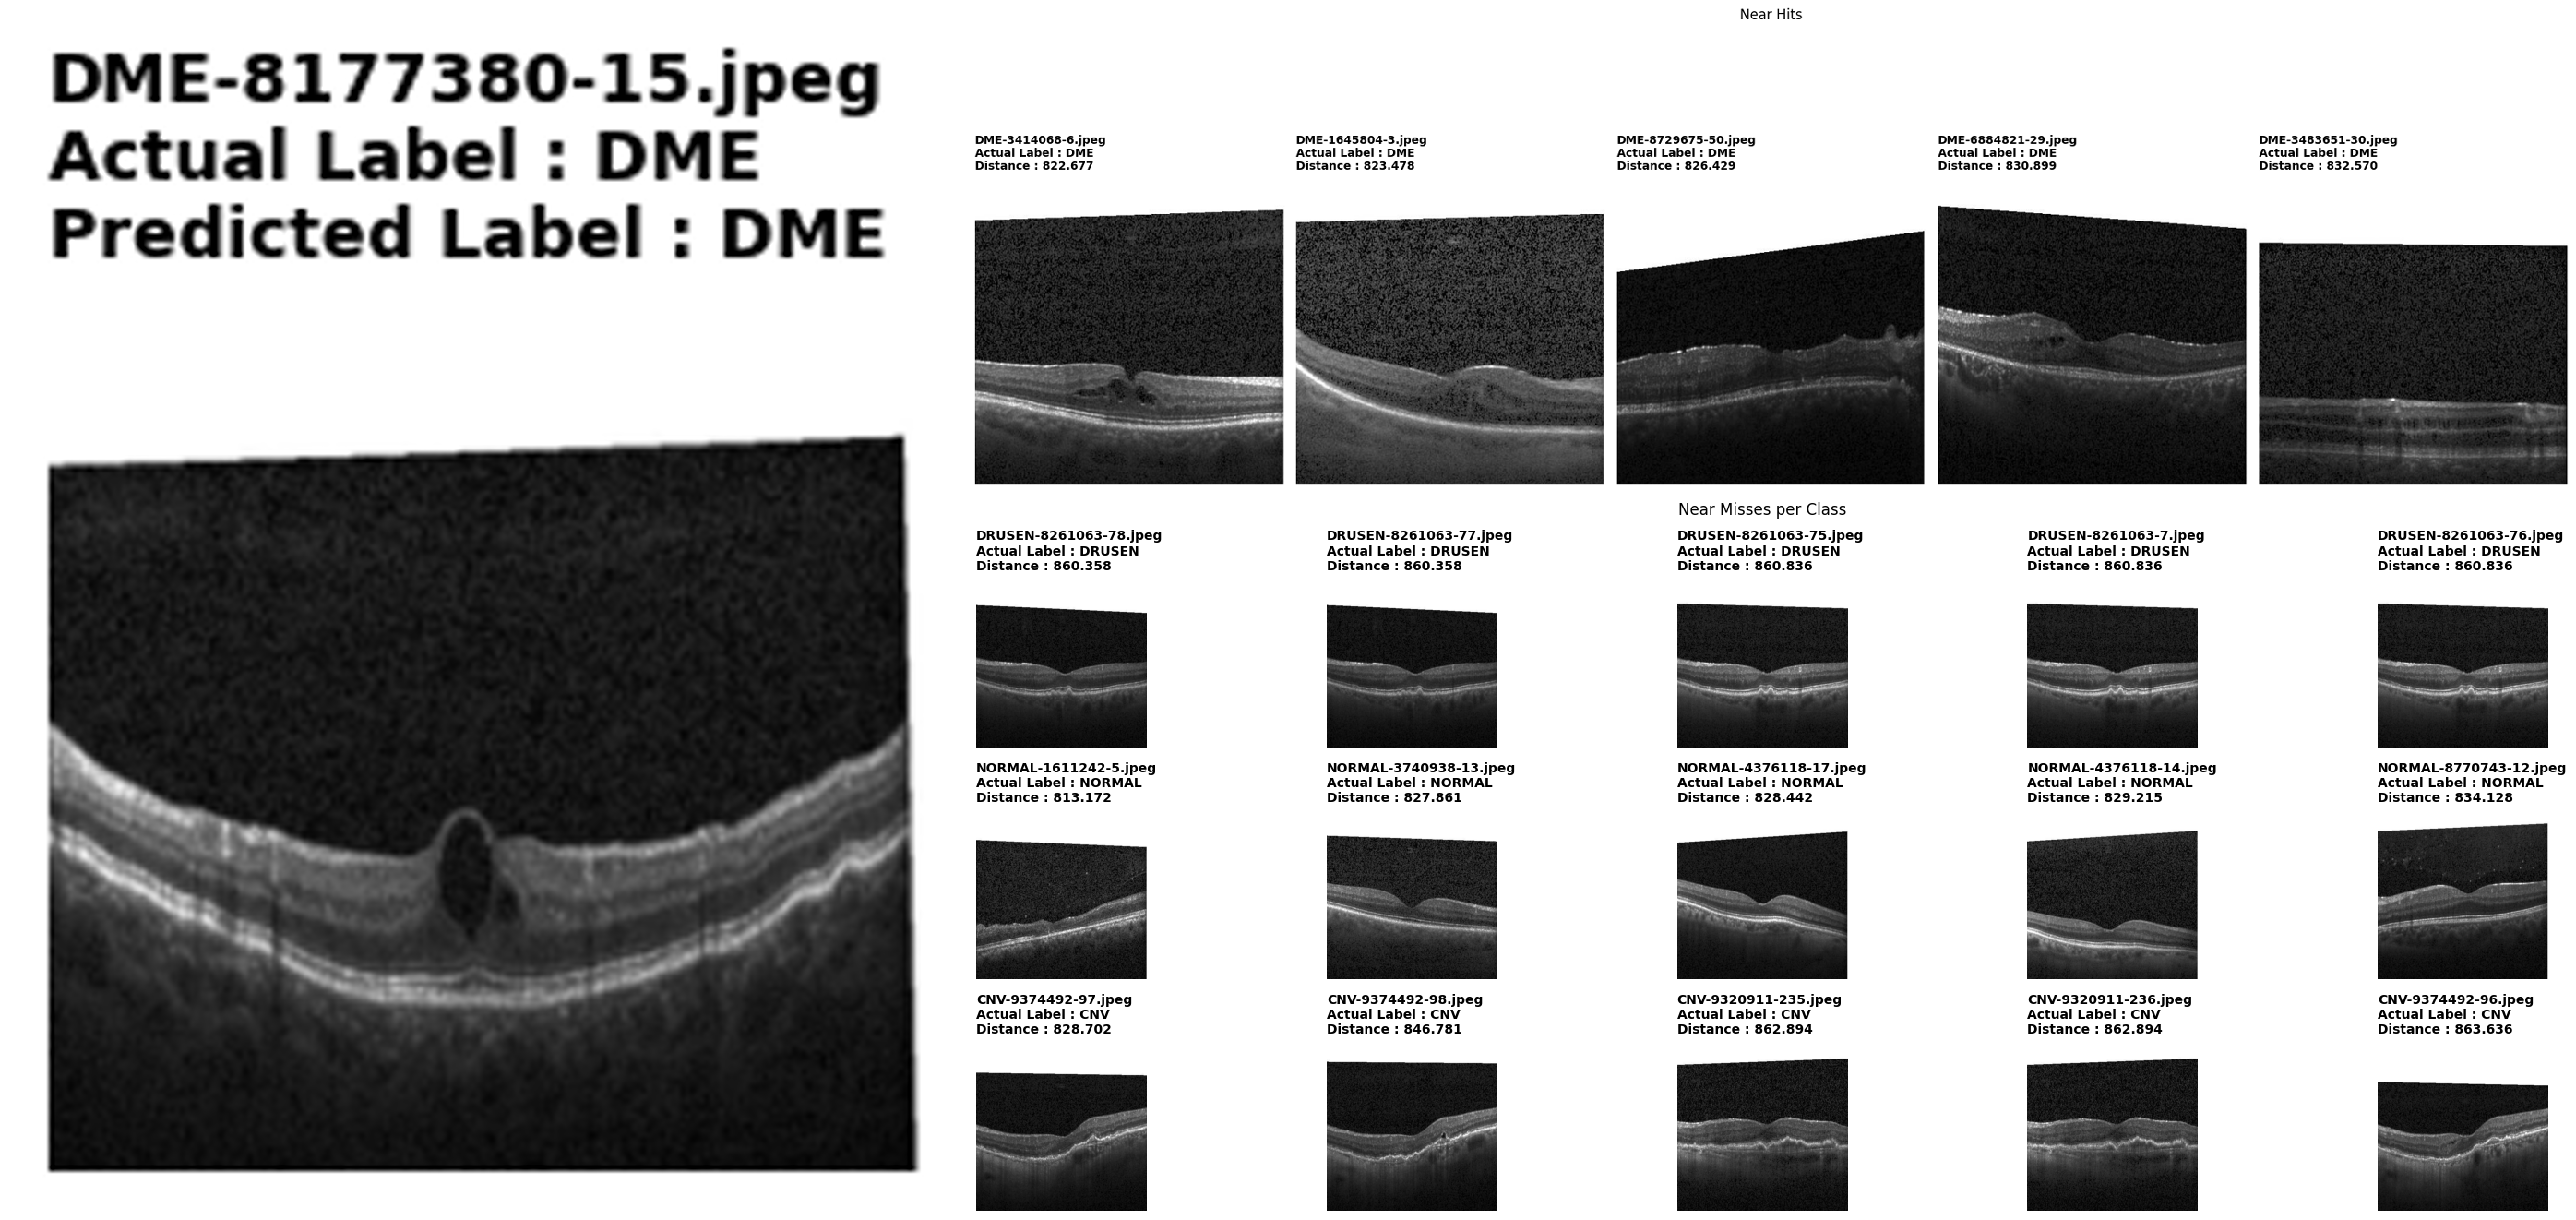 DME-8177380-15.jpeg
Actual Label : DME
Predicted Label : DME
Near Hits
DME-3414068-6.jpeg
Actual Label : DME
Distance : 822.677
DME-1645804-3.jpeg
Actual Label : DME
Distance : 823.478
DME-8729675-50.jpeg
Actual Label : DME
Distance : 826.429
DME-6884821-29.jpeg
Actual Label : DME
Distance : 830.899
DME-3483651-30.jpeg
Actual Label : DME
Distance : 832.570
Near Misses per Class
DRUSEN-8261063-78.jpeg
Actual Label : DRUSEN
Distance : 860.358
DRUSEN-8261063-77.jpeg
Actual Label : DRUSEN
Distance : 860.358
DRUSEN-8261063-75.jpeg
Actual Label : DRUSEN
Distance : 860.836
DRUSEN-8261063-7.jpeg
Actual Label : DRUSEN
Distance : 860.836
DRUSEN-8261063-76.jpeg
Actual Label : DRUSEN
Distance : 860.836
NORMAL-1611242-5.jpeg
Actual Label : NORMAL
Distance : 813.172
NORMAL-3740938-13.jpeg
Actual Label : NORMAL
Distance : 827.861
NORMAL-4376118-17.jpeg
Actual Label : NORMAL
Distance : 828.442
NORMAL-4376118-14.jpeg
Actual Label : NORMAL
Distance : 829.215
NORMAL-8770743-12.jpeg
Actual Label : NORMAL
Distance : 834.128
CNV-9374492-97.jpeg
Actual Label : CNV
Distance : 828.702
CNV-9374492-98.jpeg
Actual Label : CNV
Distance : 846.781
CNV-9320911-235.jpeg
Actual Label : CNV
Distance : 862.894
CNV-9320911-236.jpeg
Actual Label : CNV
Distance : 862.894
CNV-9374492-96.jpeg
Actual Label : CNV
Distance : 863.636